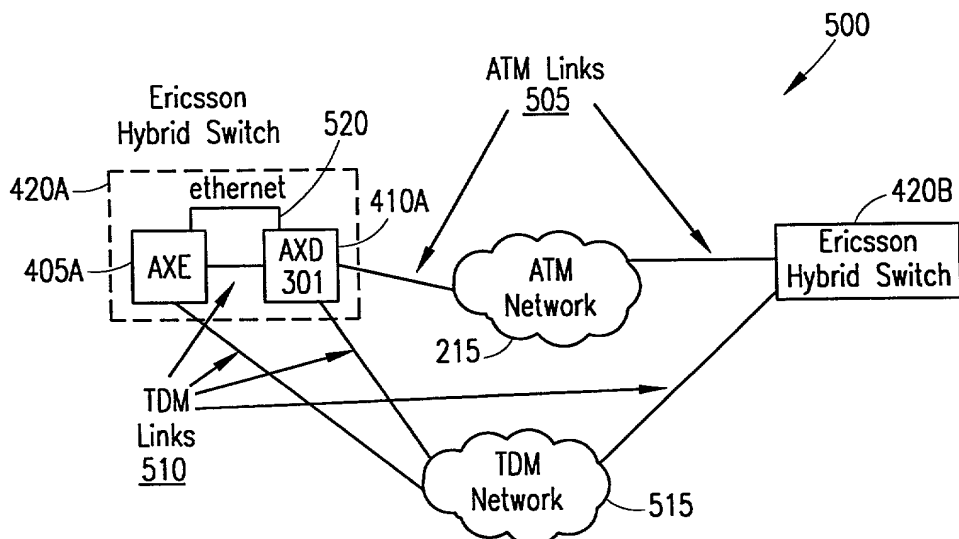 500
ATM Links
505
Ericsson
Hybrid Switch
520
420A
ethernet
410A
420B
405A
AXE
AXD
301
Ericsson
Hybrid Switch
ATM
Network
215
TDM
Links
510
TDM
Network
515